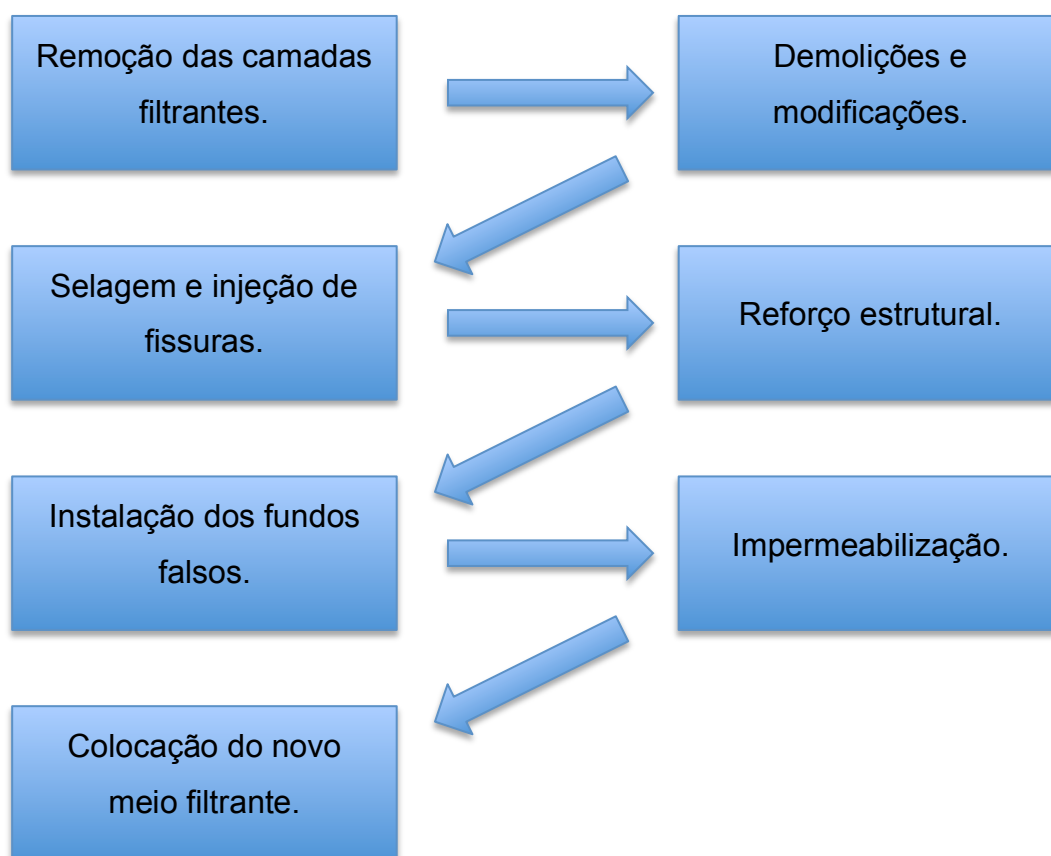 Remoção das camadas
filtrantes.
Demolições e
modificações.
Selagem e injeção de
fissuras.
Reforço estrutural.
Instalação dos fundos
falsos.
Impermeabilização.
Colocação do novo
meio filtrante.